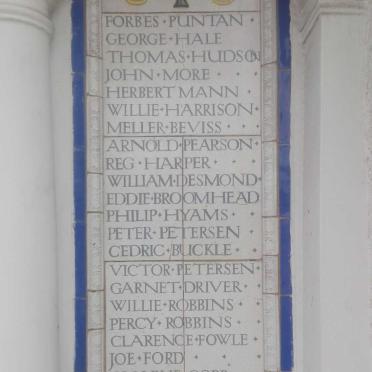 FORBES · PUNTAN ·
GEORGE · HALE
THOMAS · HUDSON
JOHN · MORE ·
HERBERT MANN ·
WILLIE · HARRISON ·
MELLER · BEVISS · · ·
ARNOLD · PEARSON ·
REG · HARPER · · ·
WILLIAM · DESMOND ·
EDDIE · BROOMHEAD
PHILIP · HYAMS · ·
PETER · PETERSEN ·
CEDRIC · BUCKLE · ·
VICTOR · PETERSEN ·
GARNET · DRIVER · ·
WILLIE · ROBBINS · ·
PERCY · ROBBINS · ·
CLARENCE · FOWLE ·
JOE · FORD · · ·